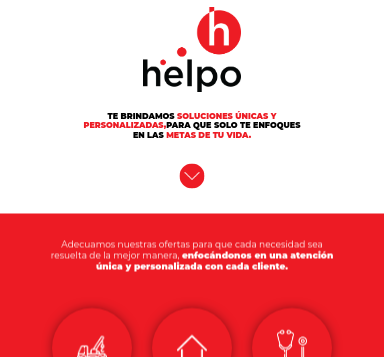 helpo
TE BRINDAMOS SOLUCIONES ÚNICAS Y
PERSONALIZADAS,PARA QUE SOLO TE ENFOQUES
EN LAS METAS DE TU VIDA.
Adecuamos nuestras ofertas para que cada necesidad sea
resuelta de la mejor manera, enfocándonos en una atención
única y personalizada con cada cliente.